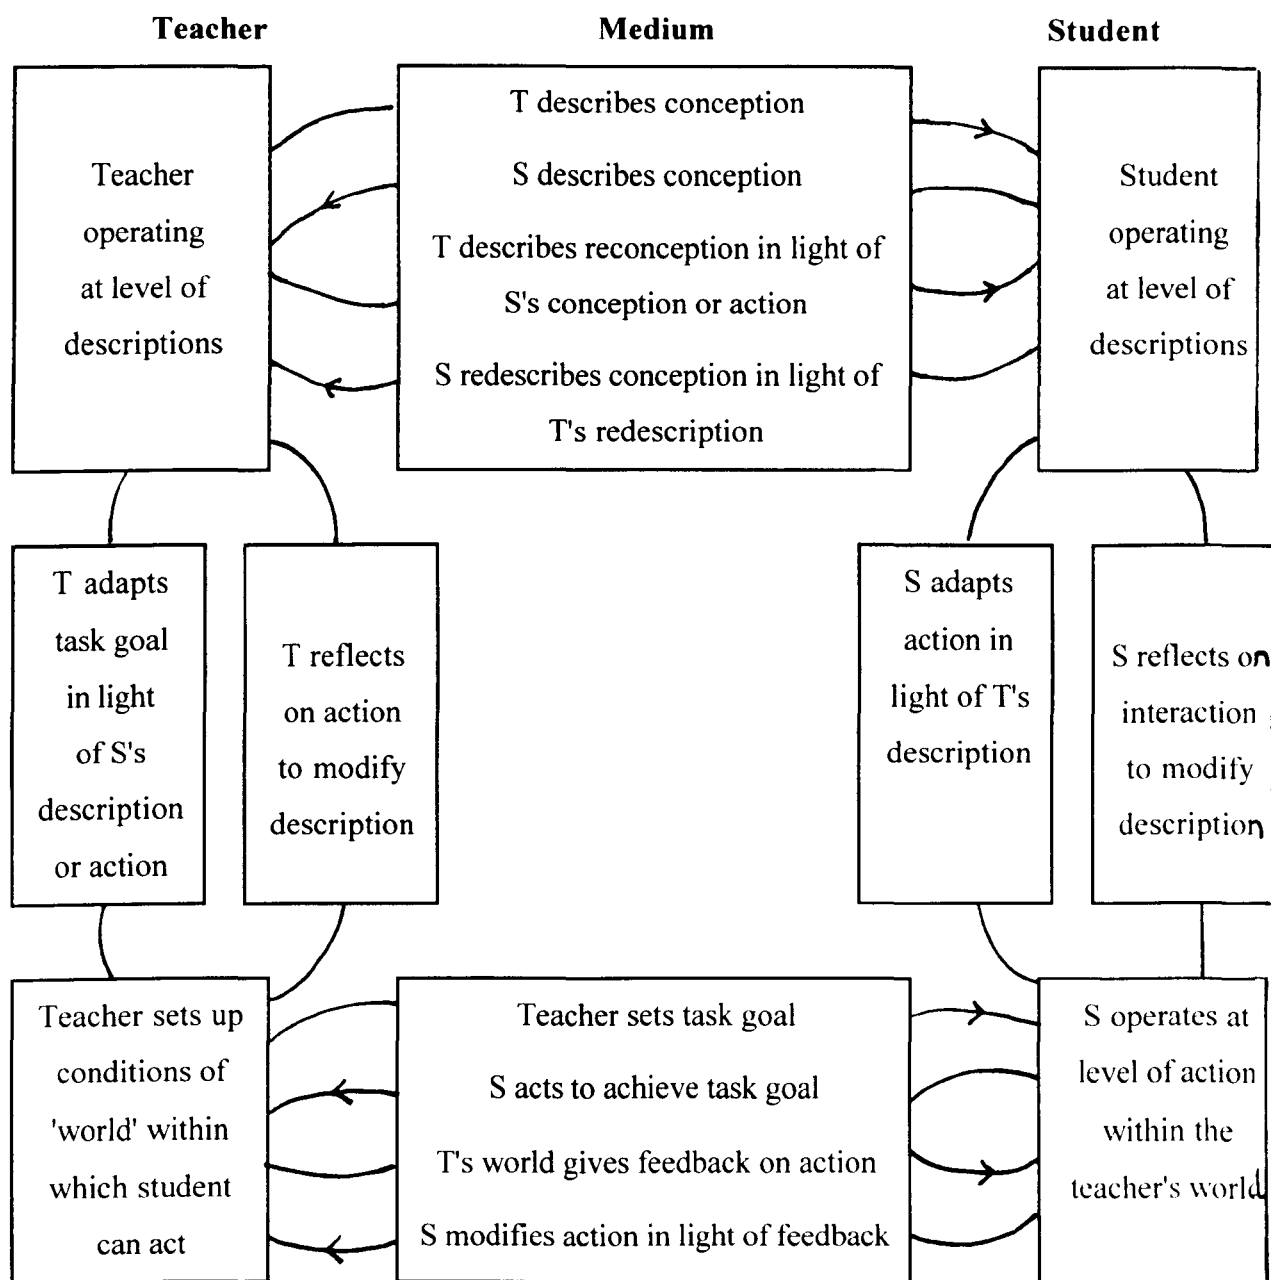 Teacher
Medium
Student
Teacher
operating
at level of
descriptions
T describes conception
S describes conception
T describes reconception in light of
S's conception or action
S redescribes conception in light of
T's redescription
Student
operating
at level of
descriptions
T adapts
task goal
in light
of S's
description
or action
T reflects
on action
to modify
description
S adapts
action in
light of T's
description
S reflects on
interaction
to modify
description
Teacher sets up
conditions of
'world' within
which student
can act
Teacher sets task goal
S acts to achieve task goal
T's world gives feedback on action
S modifies action in light of feedback
S operates at
level of action
within the
teacher's world